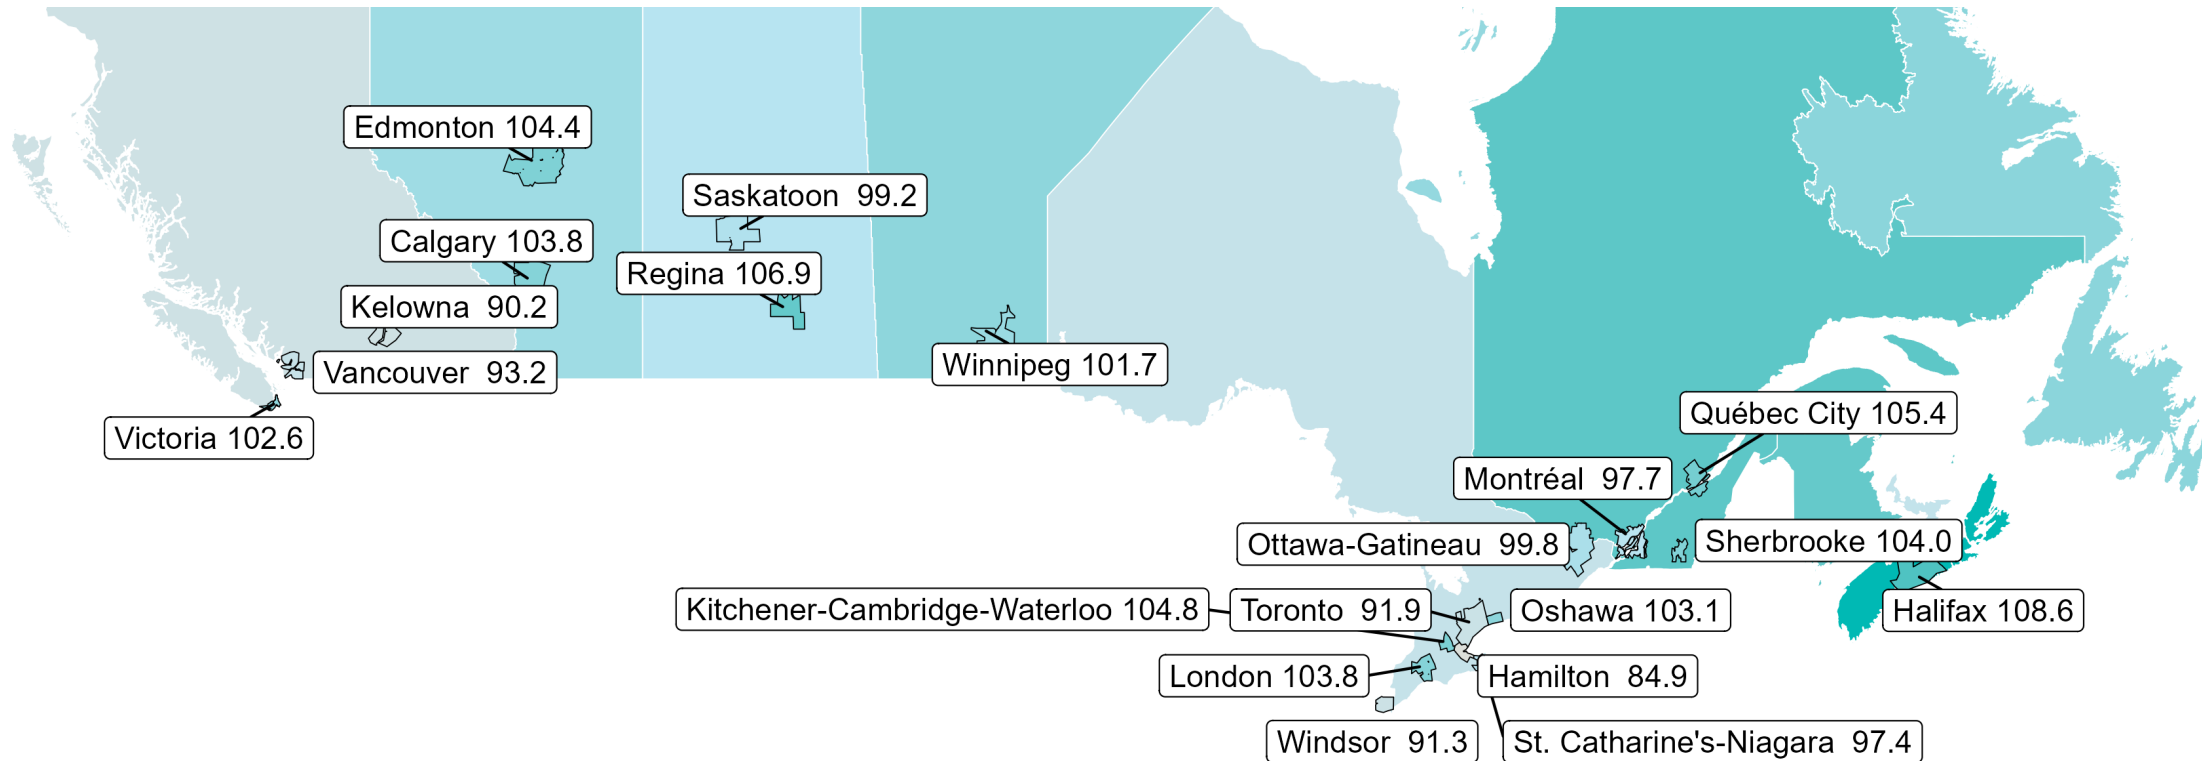 Edmonton 104.4
Saskatoon 99.2
Calgary 103.8
Regina 106.9
Kelowna 90.2
Winnipeg 101.7
Vancouver 93.2
Victoria 102.6
Québec City 105.4
Montréal 97.7
Ottawa-Gatineau 99.8
Sherbrooke 104.0
Kitchener-Cambridge-Waterloo 104.8
Toronto 91.9
Oshawa 103.1
Halifax 108.6
London 103.8
Hamilton 84.9
Windsor 91.3
St. Catharine's-Niagara 97.4